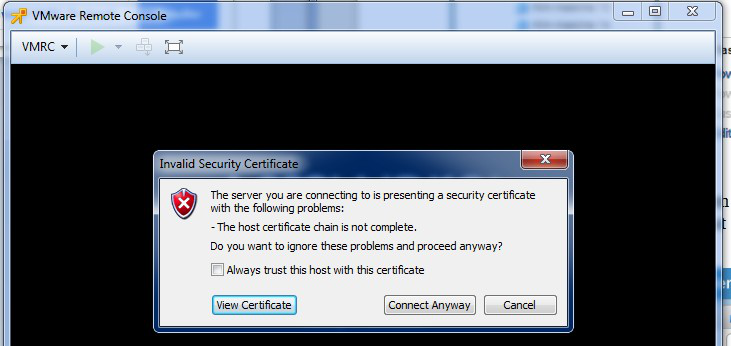 VMware Remote Console
VMRC
Invalid Security Certificate
The server you are connecting to is presenting a security certificate
with the following problems:
- The host certificate chain is not complete.
Do you want to ignore these problems and proceed anyway?
Always trust this host with this certificate
View Certificate
Connect Anyway
Cancel